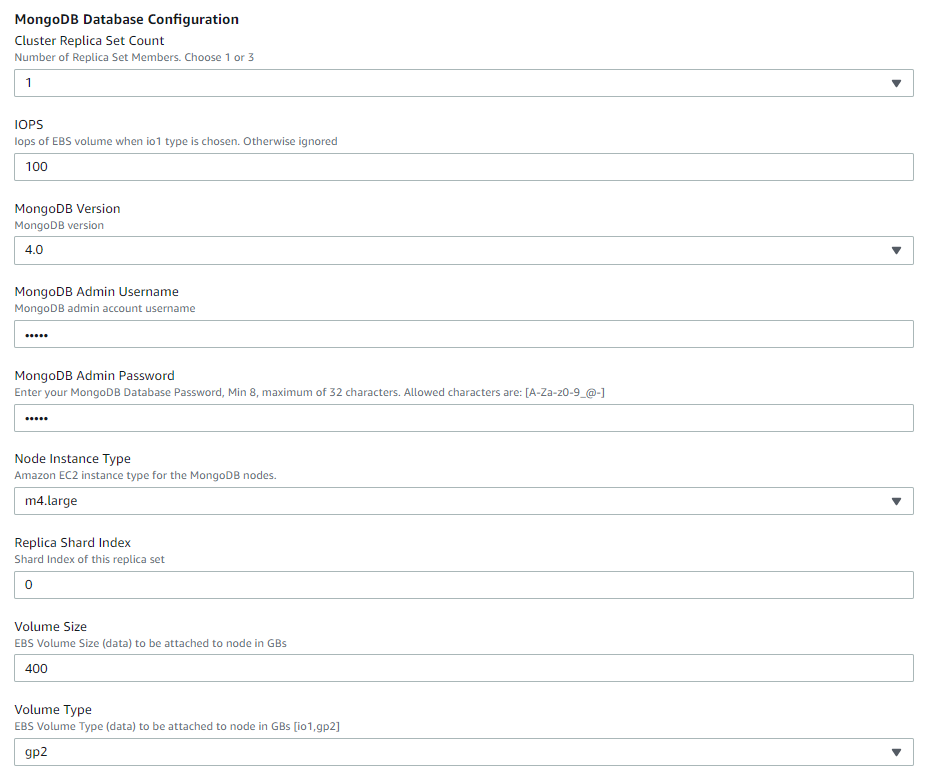 MongoDB Database Configuration
Cluster Replica Set Count
Number of Replica Set Members. Choose 1 or 3
1
IOPS
Iops of EBS volume when io1 type is chosen. Otherwise ignored
100
MongoDB Version
MongoDB version
4.0
MongoDB Admin Username
MongoDB admin account username
•••••
MongoDB Admin Password
Enter your MongoDB Database Password, Min 8, maximum of 32 characters. Allowed characters are: [A-Za-z0-9_@-]
•••••
Node Instance Type
Amazon EC2 instance type for the MongoDB nodes.
m4.large
Replica Shard Index
Shard Index of this replica set
0
Volume Size
EBS Volume Size (data) to be attached to node in GBs
400
Volume Type
EBS Volume Type (data) to be attached to node in GBs [io1,gp2]
gp2